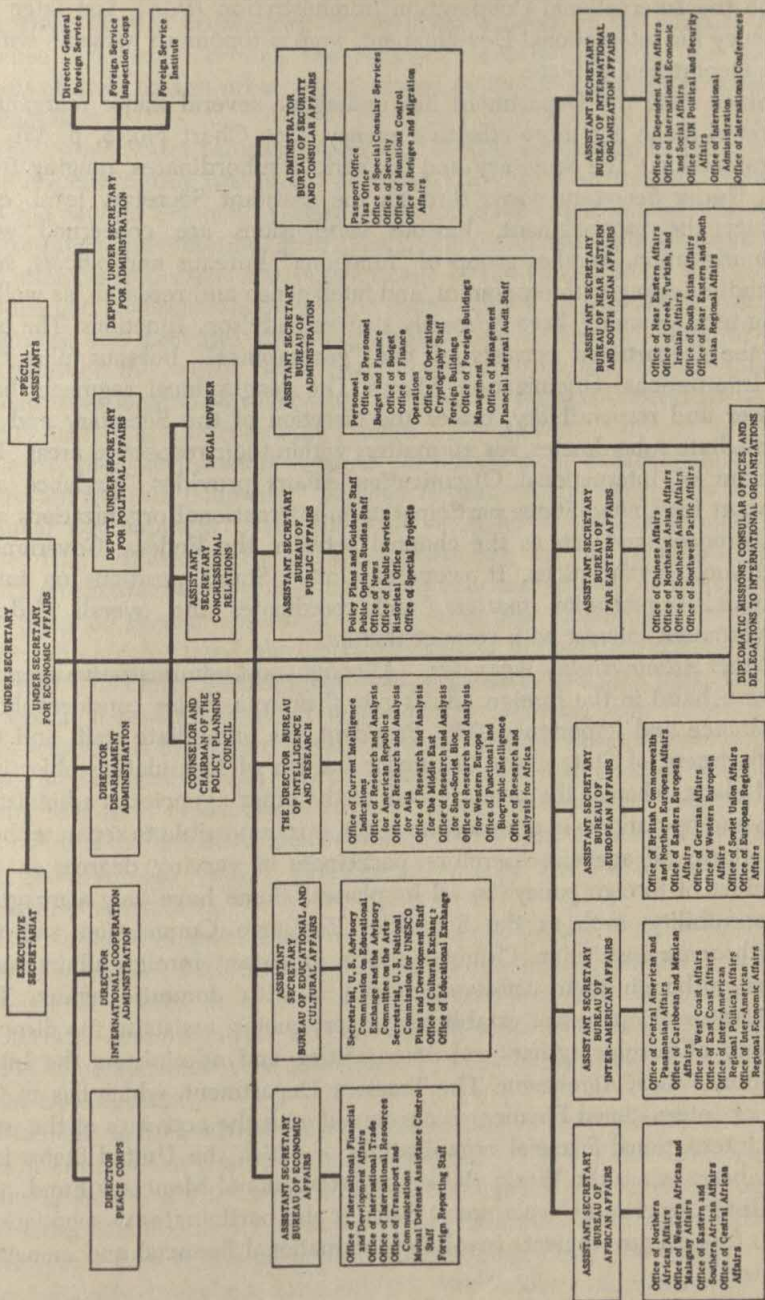 UNDER SECRETARY
UNDER SECRETARY
FOR ECONOMIC AFFAIRS
EXECUTIVE
SECRETARIAT
SPECIAL
ASSISTANTS
DIRECTOR
PEACE CORPS
DIRECTOR
INTERNATIONAL COOPERATION
ADMINISTRATION
DIRECTOR
DISARMAMENT
ADMINISTRATION
DEPUTY UNDER SECRETARY
FOR POLITICAL AFFAIRS
DEPUTY UNDER SECRETARY
FOR ADMINISTRATION
Director General
Foreign Service
Foreign Service
Inspection Corps
Foreign Service
Institute
COUNSELOR AND
CHAIRMAN OF THE
POLICY PLANNING
COUNCIL
ASSISTANT
SECRETARY
CONGRESSIONAL
RELATIONS
LEGAL ADVISER
ASSISTANT SECRETARY
BUREAU OF ECONOMIC
AFFAIRS
Office of International Financial
and Development Affairs
Office of International Trade
Office of International Resources
Office of Transport and
Communications
Mutual Defense Assistance Control
Staff
Foreign Reporting Staff
ASSISTANT
SECRETARY
BUREAU OF EDUCATIONAL AND
CULTURAL AFFAIRS
Secretariat, U. S. Advisory
Commission on Educational
Exchange and the Advisory
Committee on the Arts
Secretariat, U. S. National
Commission for UNESCO
Plans and Development Staff
Office of Cultural Exchange
Office of Educational Exchange
THE DIRECTOR BUREAU
OF INTELLIGENCE
AND RESEARCH
Office of Current Intelligence
Indications
Office of Research and Analysis
for American Republics
Office of Research and Analysis
for Asia
Office of Research and Analysis
for the Middle East
Office of Research and Analysis
for Sino-Soviet Bloc
Office of Research and Analysis
for Western Europe
Office of Functional and
Biographic Intelligence
Office of Research and
Analysis for Africa
ASSISTANT SECRETARY
BUREAU OF
PUBLIC AFFAIRS
Policy Plans and Guidance Staff
Public Opinion Studies Staff
Office of News
Office of Public Services
Historical Office
Office of Special Projects
ASSISTANT SECRETARY
BUREAU OF
ADMINISTRATION
Personnel
Office of Personnel
Budget and Finance
Office of Budget
Office of Finance
Operations
Office of Operations
Cryptography Staff
Foreign Buildings
Office of Foreign Buildings
Management
Office of Management
Financial Internal Audit Staff
ADMINISTRATOR
BUREAU OF SECURITY
AND CONSULAR AFFAIRS
Passport Office
Visa Office
Office of Special Consular Services
Office of Security
Office of Munitions Control
Office of Refugee and Migration
Affairs
ASSISTANT SECRETARY
BUREAU OF
AFRICAN AFFAIRS
Office of Northern
African Affairs
Office of Western African and
Malagasy Affairs
Office of Eastern and
Southern African Affairs
Office of Central African
Affairs
ASSISTANT SECRETARY
BUREAU OF
INTER-AMERICAN AFFAIRS
Office of Central American and
Panamanian Affairs
Office of Caribbean and Mexican
Affairs
Office of West Coast Affairs
Office of East Coast Affairs
Office of Inter-American
Regional Political Affairs
Office of Inter-American
Regional Economic Affairs
ASSISTANT SECRETARY
BUREAU OF
EUROPEAN AFFAIRS
Office of British Commonwealth
and Northern European Affairs
Office of Eastern European
Affairs
Office of German Affairs
Office of Western European
Affairs
Office of Soviet Union Affairs
Office of European Regional
Affairs
ASSISTANT SECRETARY
BUREAU OF
FAR EASTERN AFFAIRS
Office of Chinese Affairs
Office of Northeast Asian Affairs
Office of Southeast Asian Affairs
Office of Southwest Pacific Affairs
ASSISTANT SECRETARY
BUREAU OF NEAR EASTERN
AND SOUTH ASIAN AFFAIRS
Office of Near Eastern Affairs
Office of Greek, Turkish, and
Iranian Affairs
Office of South Asian Affairs
Office of Near Eastern and South
Asian Regional Affairs
ASSISTANT SECRETARY
BUREAU OF INTERNATIONAL
ORGANIZATION AFFAIRS
Office of Dependent Area Affairs
Office of International Economic
and Social Affairs
Office of UN Political and Security
Affairs
Office of International
Administration
Office of International Conferences
DIPLOMATIC MISSIONS, CONSULAR OFFICES, AND
DELEGATIONS TO INTERNATIONAL ORGANIZATIONS